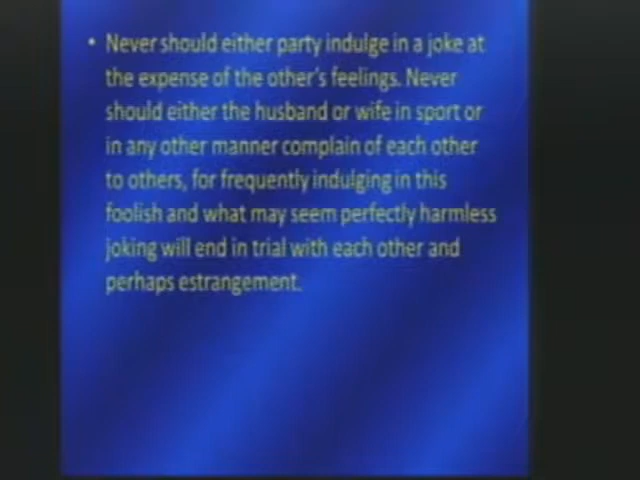 • Never should either party indulge in a joke at
the expense of the other's feelings. Never
should either the husband or wife in sport or
in any other manner complain of each other
to others, for frequently indulging in this
foolish and what may seem perfectly harmless
joking will end in trial with each other and
perhaps estrangement.